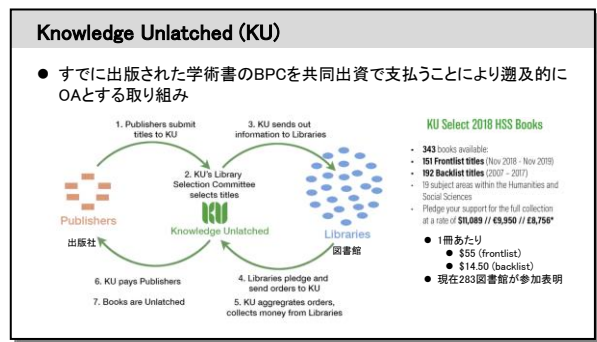 Knowledge Unlatched (KU)
● すでに出版された学術書のBPCを共同出資で支払うことにより遡及的に
OAとする取り組み
1. Publishers submit
titles to KU
3. KU sends out
information to Libraries
2. KU's Library
Selection Committee
selects titles
KU
Knowledge Unlatched
Publishers
出版社
Libraries
図書館
6. KU pays Publishers
7. Books are Unlatched
4. Libraries pledge and
send orders to KU
5. KU aggregates orders,
collects money from Libraries
KU Select 2018 HSS Books
• 343 books available:
• 151 Frontlist titles (Nov 2018 - Nov 2019)
• 192 Backlist titles (2007 – 2017)
• 19 subject areas within the Humanities and
Social Sciences
• Pledge your support for the full collection
at a rate of $11,089 // €9,950 // £8,756*
● 1冊あたり
● $55 (frontlist)
● $14.50 (backlist)
● 現在283図書館が参加表明